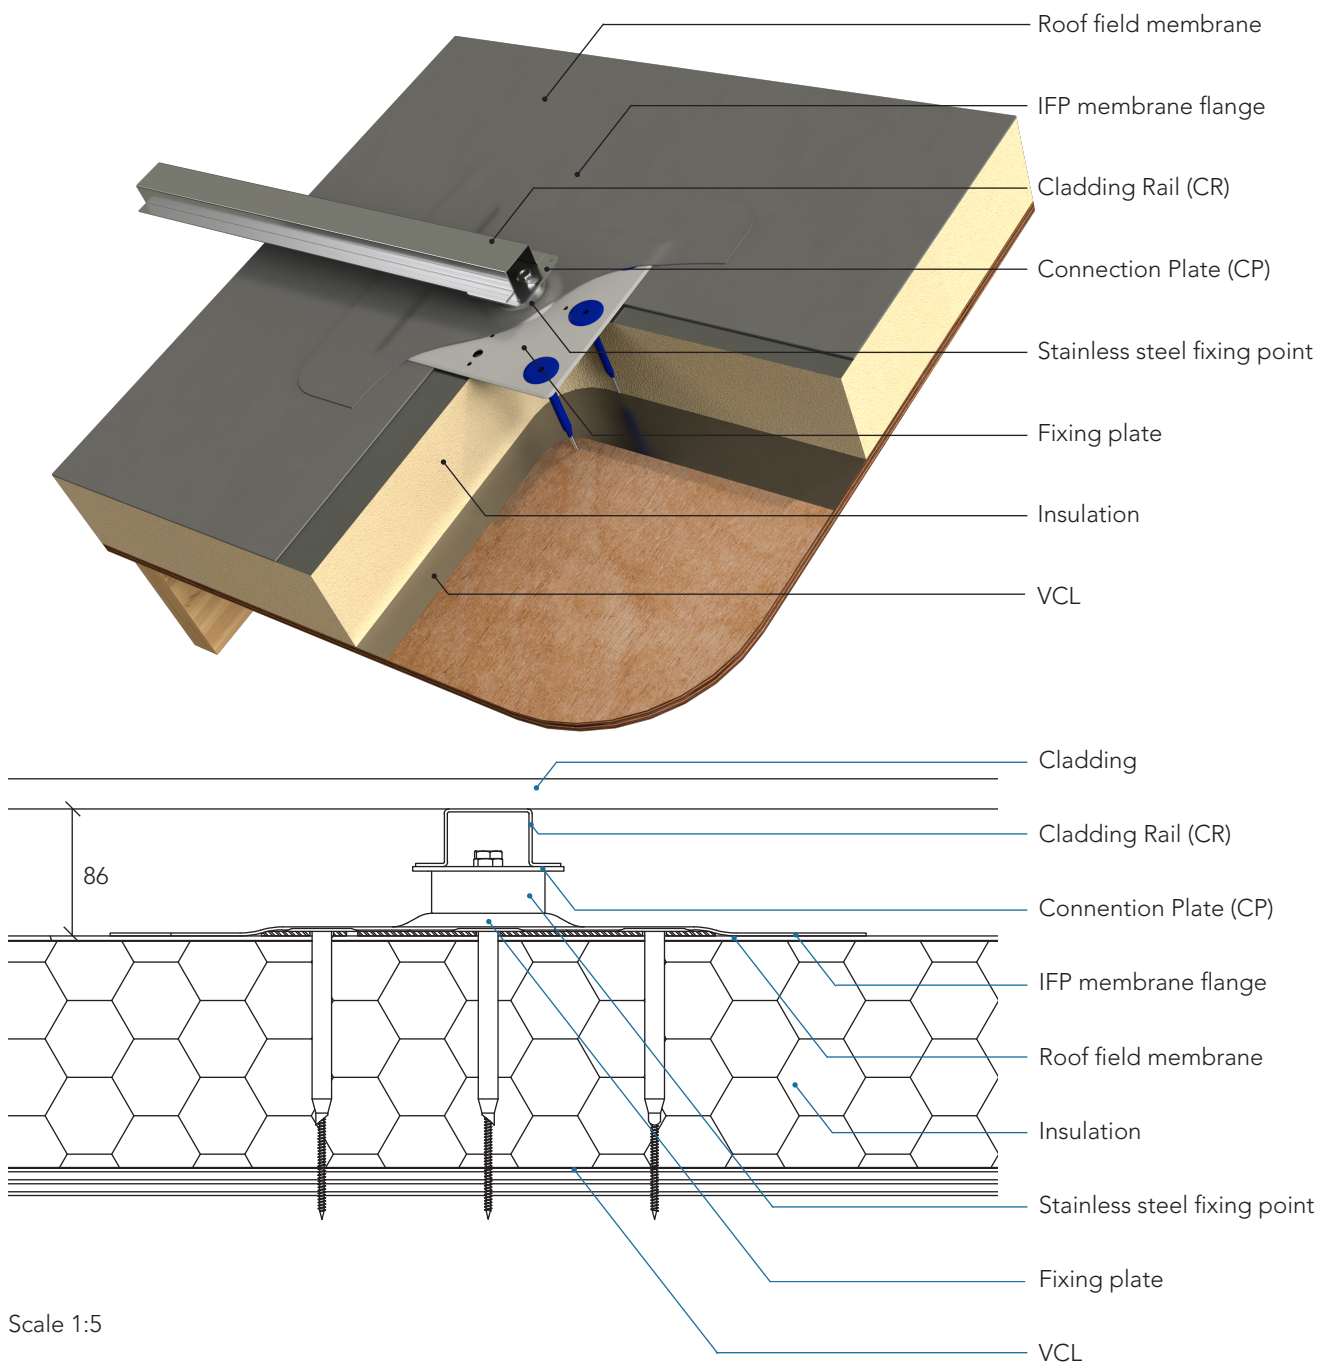 Roof field membrane
IFP membrane flange
Cladding Rail (CR)
Connection Plate (CP)
Stainless steel fixing point
Fixing plate
Insulation
VCL
Cladding
Cladding Rail (CR)
86
Connention Plate (CP)
IFP membrane flange
Roof field membrane
Insulation
Stainless steel fixing point
Fixing plate
Scale 1:5
VCL